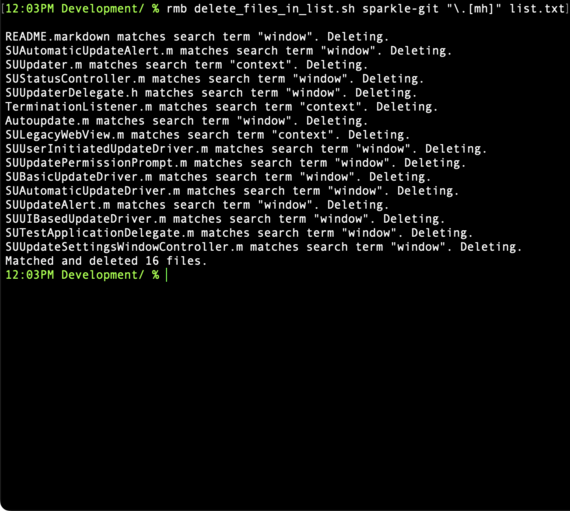 [12:03PM Development/ % rmb delete_files_in_list.sh sparkle-git "\.[mh]" list.txt]
README.markdown matches search term "window". Deleting.
SUAutomaticUpdateAlert.m matches search term "window". Deleting.
SUUpdater.m matches search term "context". Deleting.
SUStatusController.m matches search term "window". Deleting.
SUUpdaterDelegate.h matches search term "window". Deleting.
TerminationListener.m matches search term "context". Deleting.
Autoupdate.m matches search term "window". Deleting.
SULegacyWebView.m matches search term "context". Deleting.
SUUserInitiatedUpdateDriver.m matches search term "window". Deleting.
SUUpdatePermissionPrompt.m matches search term "window". Deleting.
SUBasicUpdateDriver.m matches search term "window". Deleting.
SUAutomaticUpdateDriver.m matches search term "window". Deleting.
SUUpdateAlert.m matches search term "window". Deleting.
SUUIBasedUpdateDriver.m matches search term "window". Deleting.
SUTestApplicationDelegate.m matches search term "window". Deleting.
SUUpdateSettingsWindowController.m matches search term "window". Deleting.
Matched and deleted 16 files.
12:03PM Development/ %